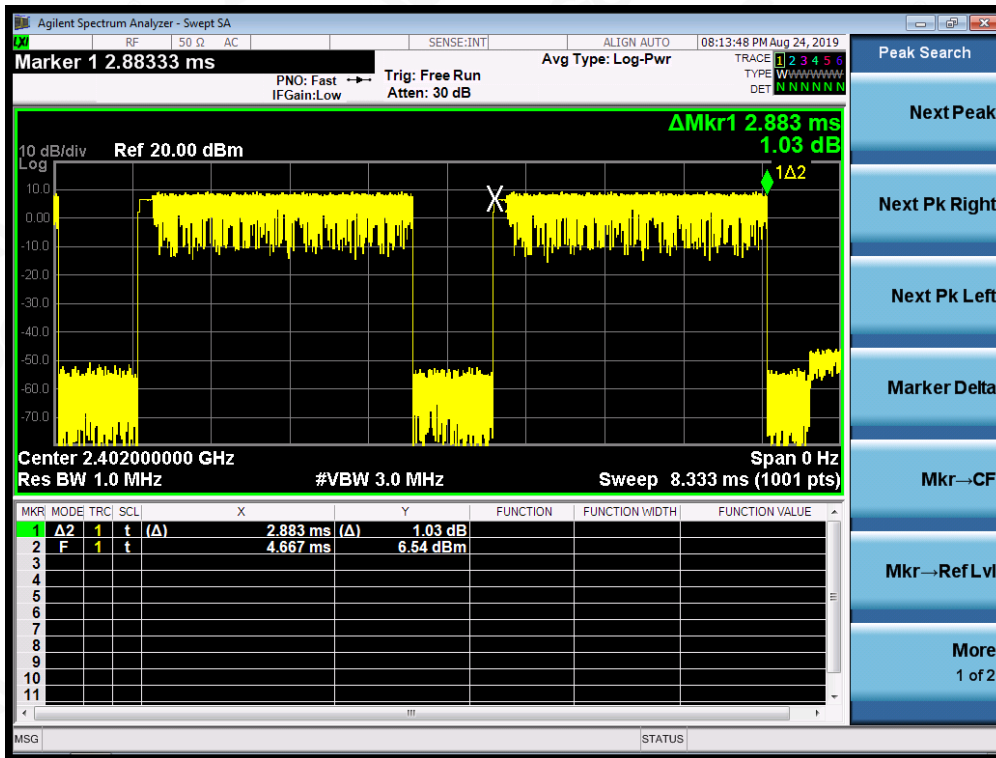 Agilent Spectrum Analyzer - Swept SA
LXI RF 50 Ω AC SENSE:INT ALIGN AUTO 08:13:48 PM Aug 24, 2019
Marker 1 2.88333 ms
PNO: Fast
IFGain:Low
Trig: Free Run
Atten: 30 dB
Avg Type: Log-Pwr
TRACE 1 2 3 4 5 6
TYPE WWWWWW
DET N N N N N N
Peak Search
Next Peak
Next Pk Right
Next Pk Left
Marker Delta
Mkr→CF
Mkr→Ref Lvl
More
1 of 2
ΔMkr1 2.883 ms
1.03 dB
10 dB/div Ref 20.00 dBm
Log
10.0
0.00
-10.0
-20.0
-30.0
-40.0
-50.0
-60.0
-70.0
X
1Δ2
Center 2.402000000 GHz Span 0 Hz
Res BW 1.0 MHz #VBW 3.0 MHz Sweep 8.333 ms (1001 pts)
MKR MODE TRC SCL X Y FUNCTION FUNCTION WIDTH FUNCTION VALUE
1 Δ2 1 t (Δ) 2.883 ms (Δ) 1.03 dB
2 F 1 t 4.667 ms 6.54 dBm
3
4
5
6
7
8
9
10
11
MSG STATUS